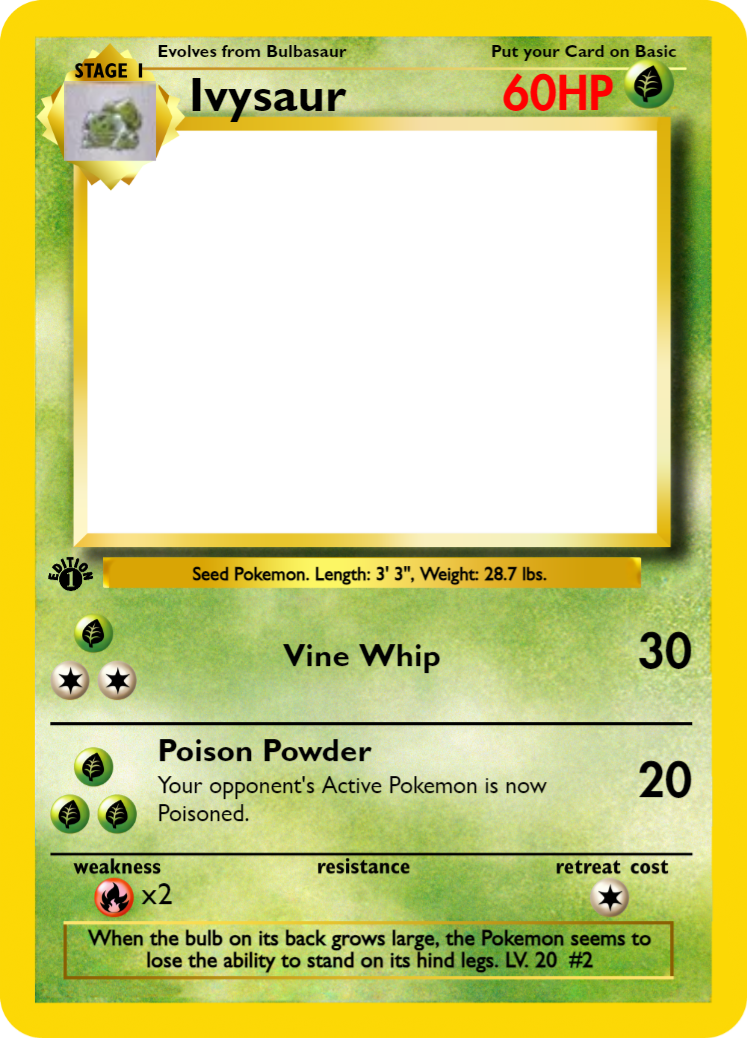 Evolves from Bulbasaur
Put your Card on Basic
STAGE I
Ivysaur
60HP
EDITION
1
Seed Pokemon. Length: 3' 3", Weight: 28.7 lbs.
Vine Whip
30
Poison Powder
Your opponent's Active Pokemon is now
Poisoned.
20
weakness
resistance
retreat cost
x2
When the bulb on its back grows large, the Pokemon seems to
lose the ability to stand on its hind legs. LV. 20 #2